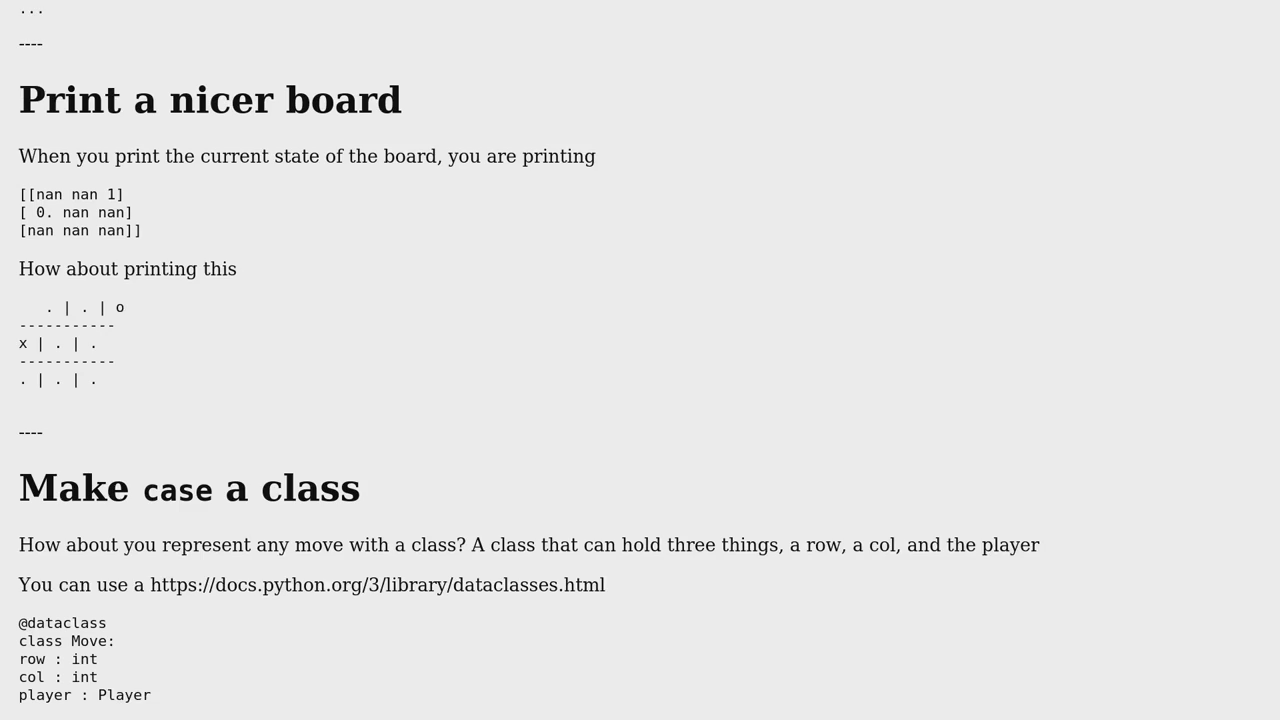 ...
----
Print a nicer board
When you print the current state of the board, you are printing
[[nan nan 1]
[ 0. nan nan]
[nan nan nan]]
How about printing this
   . | . | o
-----------
x | . | .
-----------
. | . | .
----
Make case a class
How about you represent any move with a class? A class that can hold three things, a row, a col, and the player
You can use a https://docs.python.org/3/library/dataclasses.html
@dataclass
class Move:
row : int
col : int
player : Player